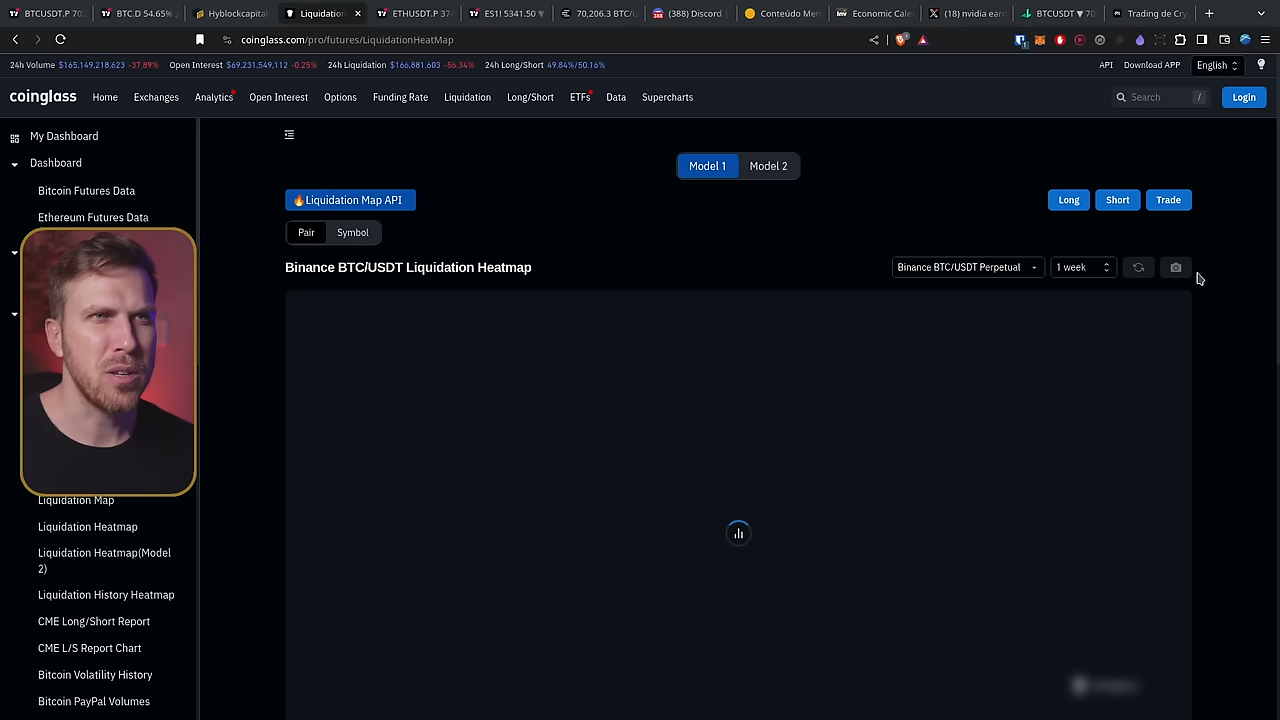 BTCUSDT.P 702
BTC.D 54.65%
Hyblockcapital
Liquidation
ETHUSDT.P 374
ES1! 5341.50
70,206.3 BTC/
(388) Discord
Conteúdo Mem
Economic Cale
(18) nvidia earn
BTCUSDT ▼ 70
Trading de Cry
coinglass.com/pro/futures/LiquidationHeatMap
24h Volume $165,149,218,623 -37.89% Open Interest $69,231,549,112 -0.25% 24h Liquidation $166,881,603 -56.34% 24h Long/Short 49.84%/50.16% API Download APP English
coinglass Home Exchanges Analytics Open Interest Options Funding Rate Liquidation Long/Short ETFs Data Supercharts Search / Login
My Dashboard
Dashboard
Bitcoin Futures Data
Ethereum Futures Data
Liquidation Map
Liquidation Heatmap
Liquidation Heatmap(Model
2)
Liquidation History Heatmap
CME Long/Short Report
CME L/S Report Chart
Bitcoin Volatility History
Bitcoin PayPal Volumes
Model 1 Model 2
🔥Liquidation Map API Long Short Trade
Pair Symbol
Binance BTC/USDT Liquidation Heatmap Binance BTC/USDT Perpetual 1 week